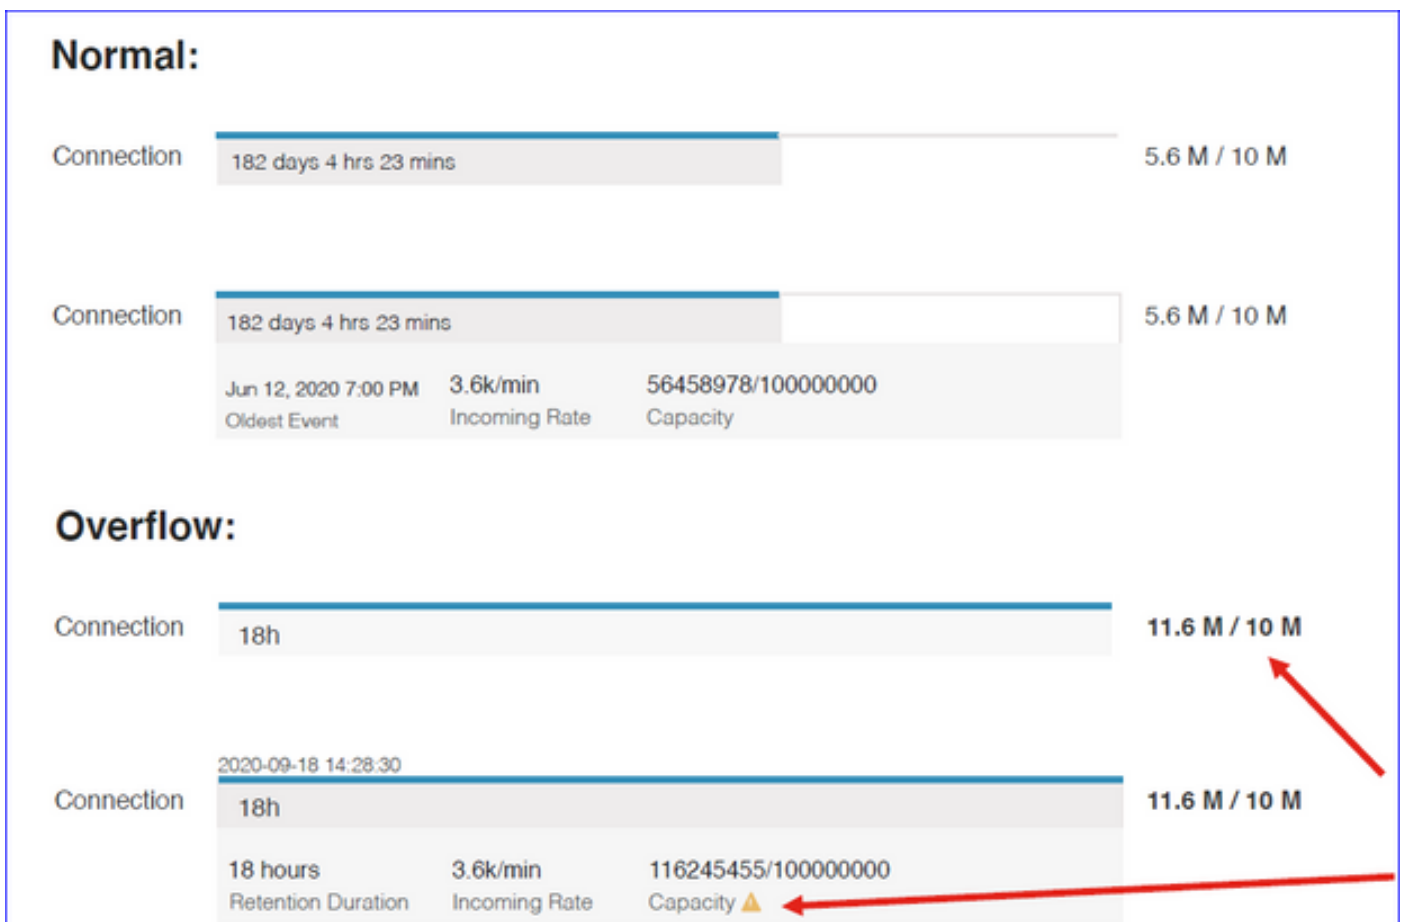 Normal:
Connection 182 days 4 hrs 23 mins 5.6 M / 10 M
Connection 182 days 4 hrs 23 mins 5.6 M / 10 M
Jun 12, 2020 7:00 PM 3.6k/min 56458978/100000000
Oldest Event Incoming Rate Capacity
Overflow:
Connection 18h 11.6 M / 10 M
2020-09-18 14:28:30
Connection 18h 11.6 M / 10 M
18 hours 3.6k/min 116245455/100000000
Retention Duration Incoming Rate Capacity